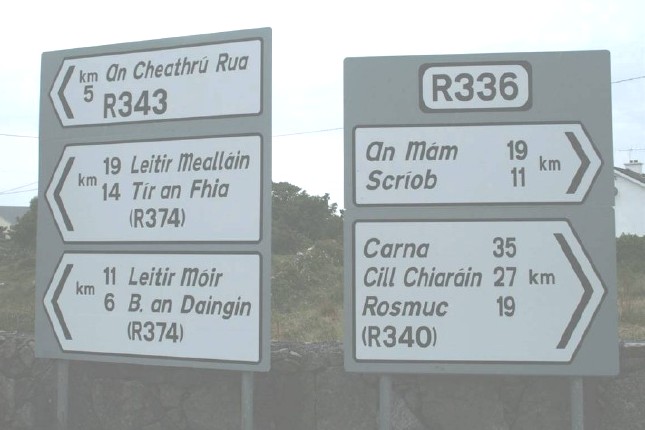 km An Cheathrú Rua
5 R343
19 Leitir Mealláin
km 14 Tír an Fhia
(R374)
11 Leitir Móir
km 6 B. an Daingin
(R374)
R336
An Mám 19 km
Scríob 11
Carna 35
Cill Chiaráin 27 km
Rosmuc 19
(R340)